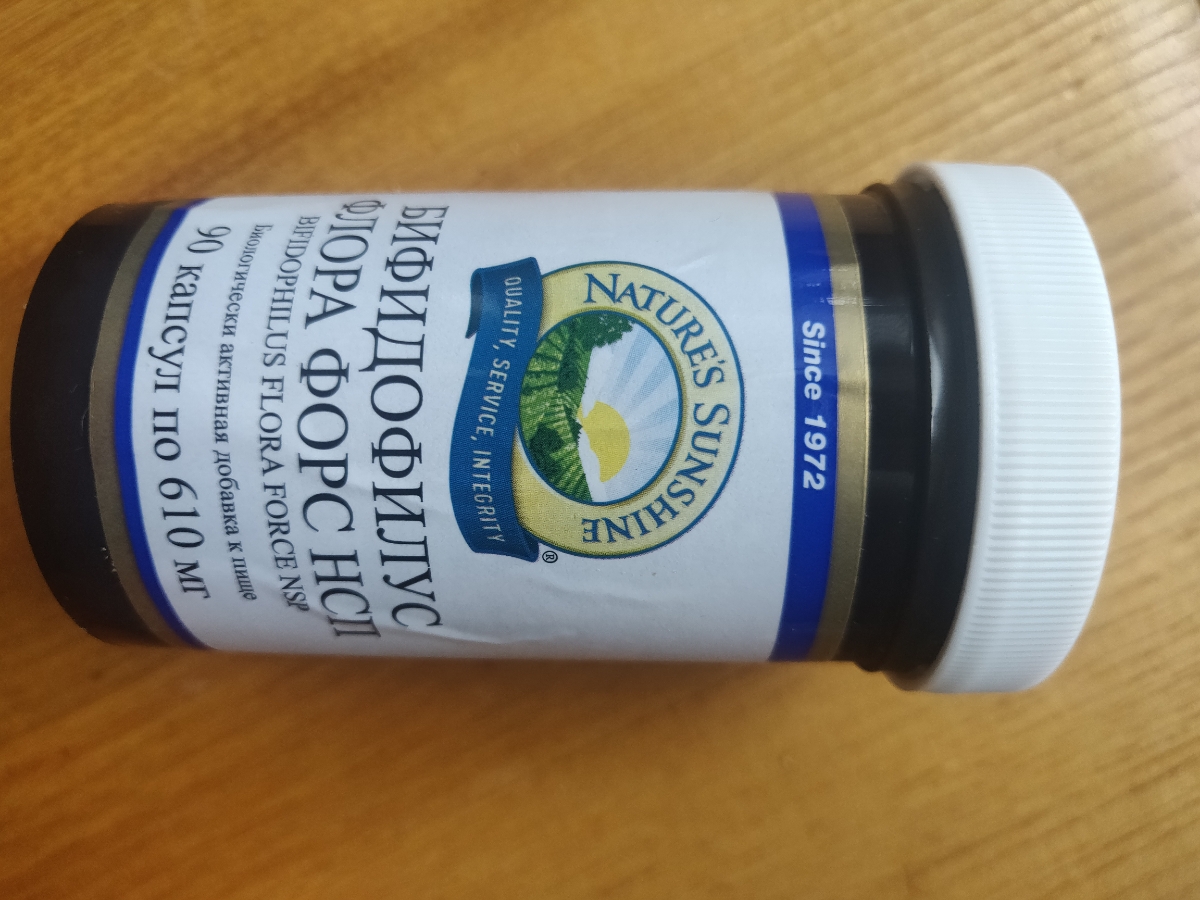 Since 1972
NATURE'S SUNSHINE
QUALITY, SERVICE, INTEGRITY
®
БИФИДОФИЛУС
ФЛОРА ФОРС НСП
BIFIDOPHILUS FLORA FORCE NSP
Биологически активная добавка к пище
90 капсул по 610 мг